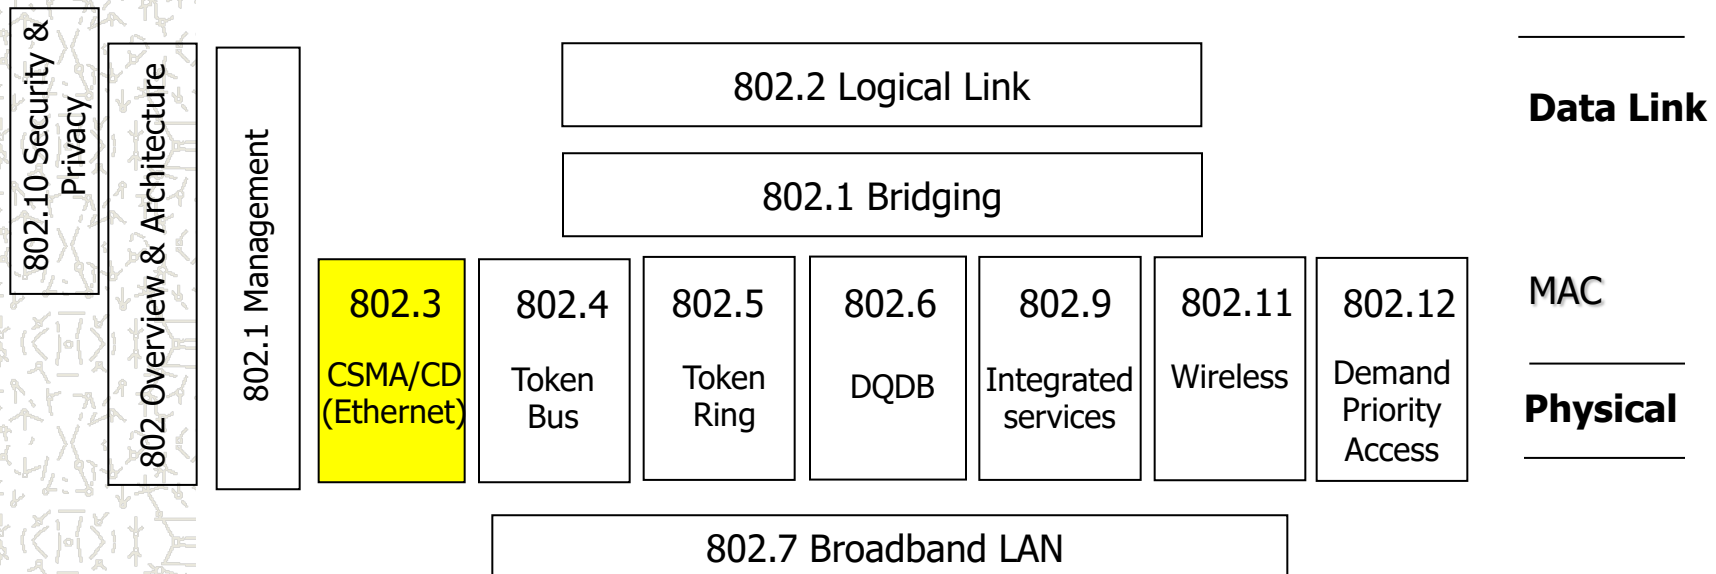 802.10 Security &
Privacy
802 Overview & Architecture
802.1 Management
802.2 Logical Link
802.1 Bridging
802.3
CSMA/CD
(Ethernet)
802.4
Token
Bus
802.5
Token
Ring
802.6
DQDB
802.9
Integrated
services
802.11
Wireless
802.12
Demand
Priority
Access
802.7 Broadband LAN
Data Link
MAC
Physical